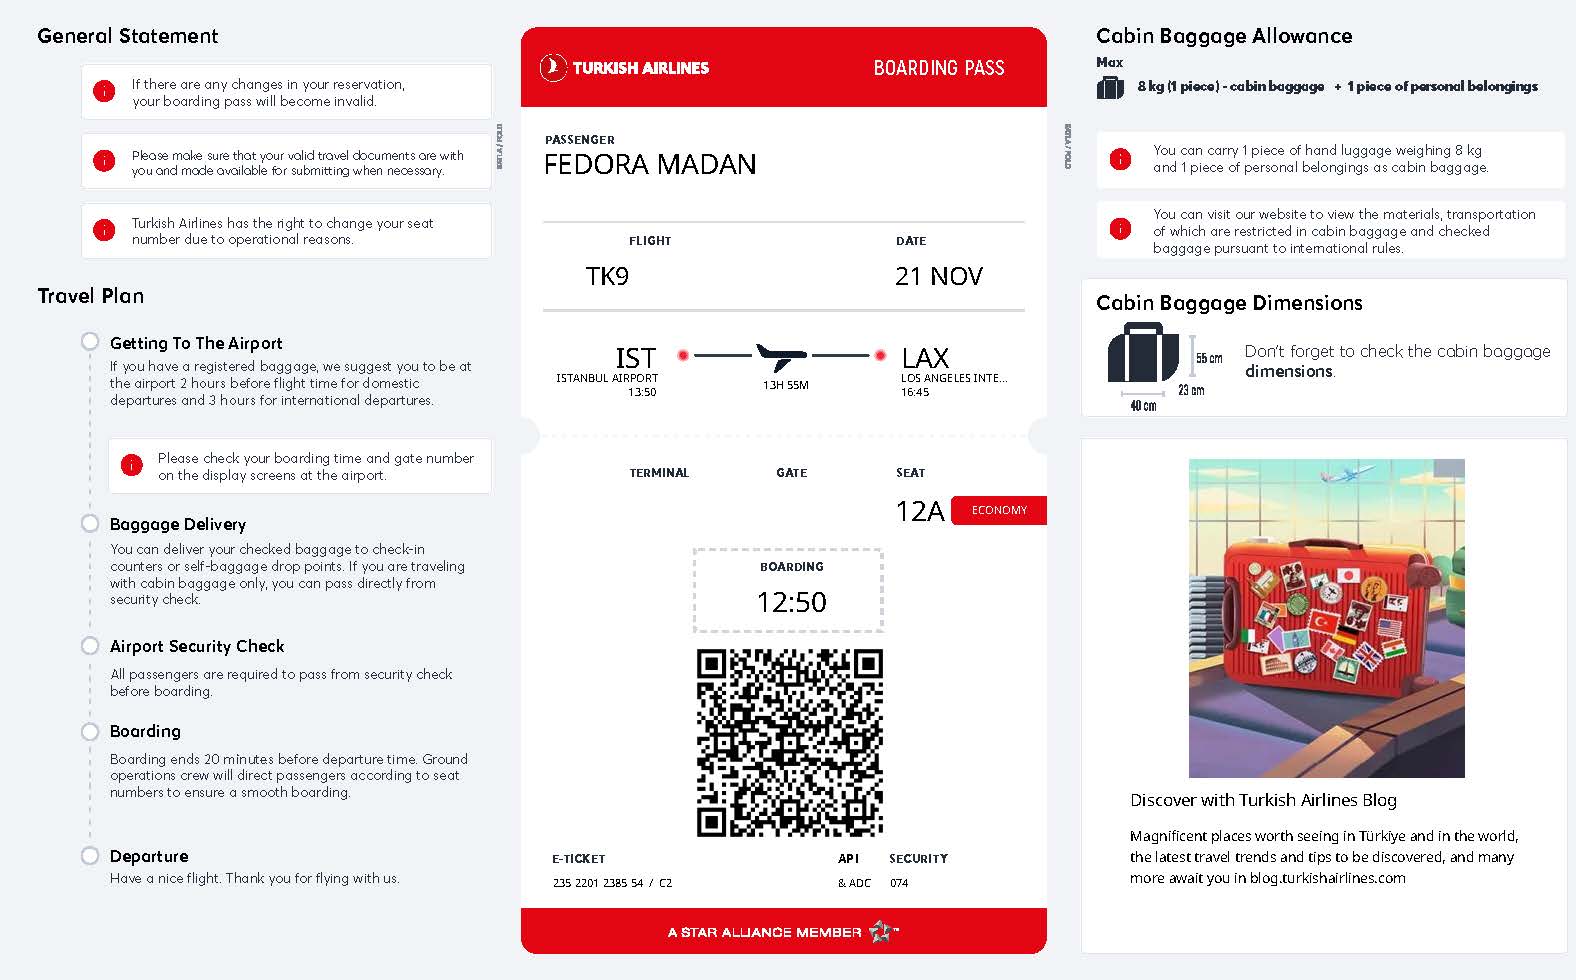 General Statement
If there are any changes in your reservation,
your boarding pass will become invalid.
Please make sure that your valid travel documents are with
you and made available for submitting when necessary.
Turkish Airlines has the right to change your seat
number due to operational reasons.
Travel Plan
Getting To The Airport
If you have a registered baggage, we suggest you to be at
the airport 2 hours before flight time for domestic
departures and 3 hours for international departures.
Please check your boarding time and gate number
on the display screens at the airport.
Baggage Delivery
You can deliver your checked baggage to check-in
counters or self-baggage drop points. If you are traveling
with cabin baggage only, you can pass directly from
security check.
Airport Security Check
All passengers are required to pass from security check
before boarding.
Boarding
Boarding ends 20 minutes before departure time. Ground
operations crew will direct passengers according to seat
numbers to ensure a smooth boarding.
Departure
Have a nice flight. Thank you for flying with us.
KATLA / FOLD
TURKISH AIRLINES BOARDING PASS
PASSENGER
FEDORA MADAN
FLIGHT DATE
TK9 21 NOV
IST LAX
ISTANBUL AIRPORT 13H 55M LOS ANGELES INTE...
13:50 16:45
TERMINAL GATE SEAT
12A ECONOMY
BOARDING
12:50
E-TICKET API SECURITY
235 2201 2385 54 / C2 & ADC 074
A STAR ALLIANCE MEMBER
KATLA / FOLD
Cabin Baggage Allowance
Max
8 kg (1 piece) - cabin baggage + 1 piece of personal belongings
You can carry 1 piece of hand luggage weighing 8 kg
and 1 piece of personal belongings as cabin baggage.
You can visit our website to view the materials, transportation
of which are restricted in cabin baggage and checked
baggage pursuant to international rules.
Cabin Baggage Dimensions
55 cm
23 cm
40 cm
Don't forget to check the cabin baggage
dimensions.
Discover with Turkish Airlines Blog
Magnificent places worth seeing in Türkiye and in the world,
the latest travel trends and tips to be discovered, and many
more await you in blog.turkishairlines.com